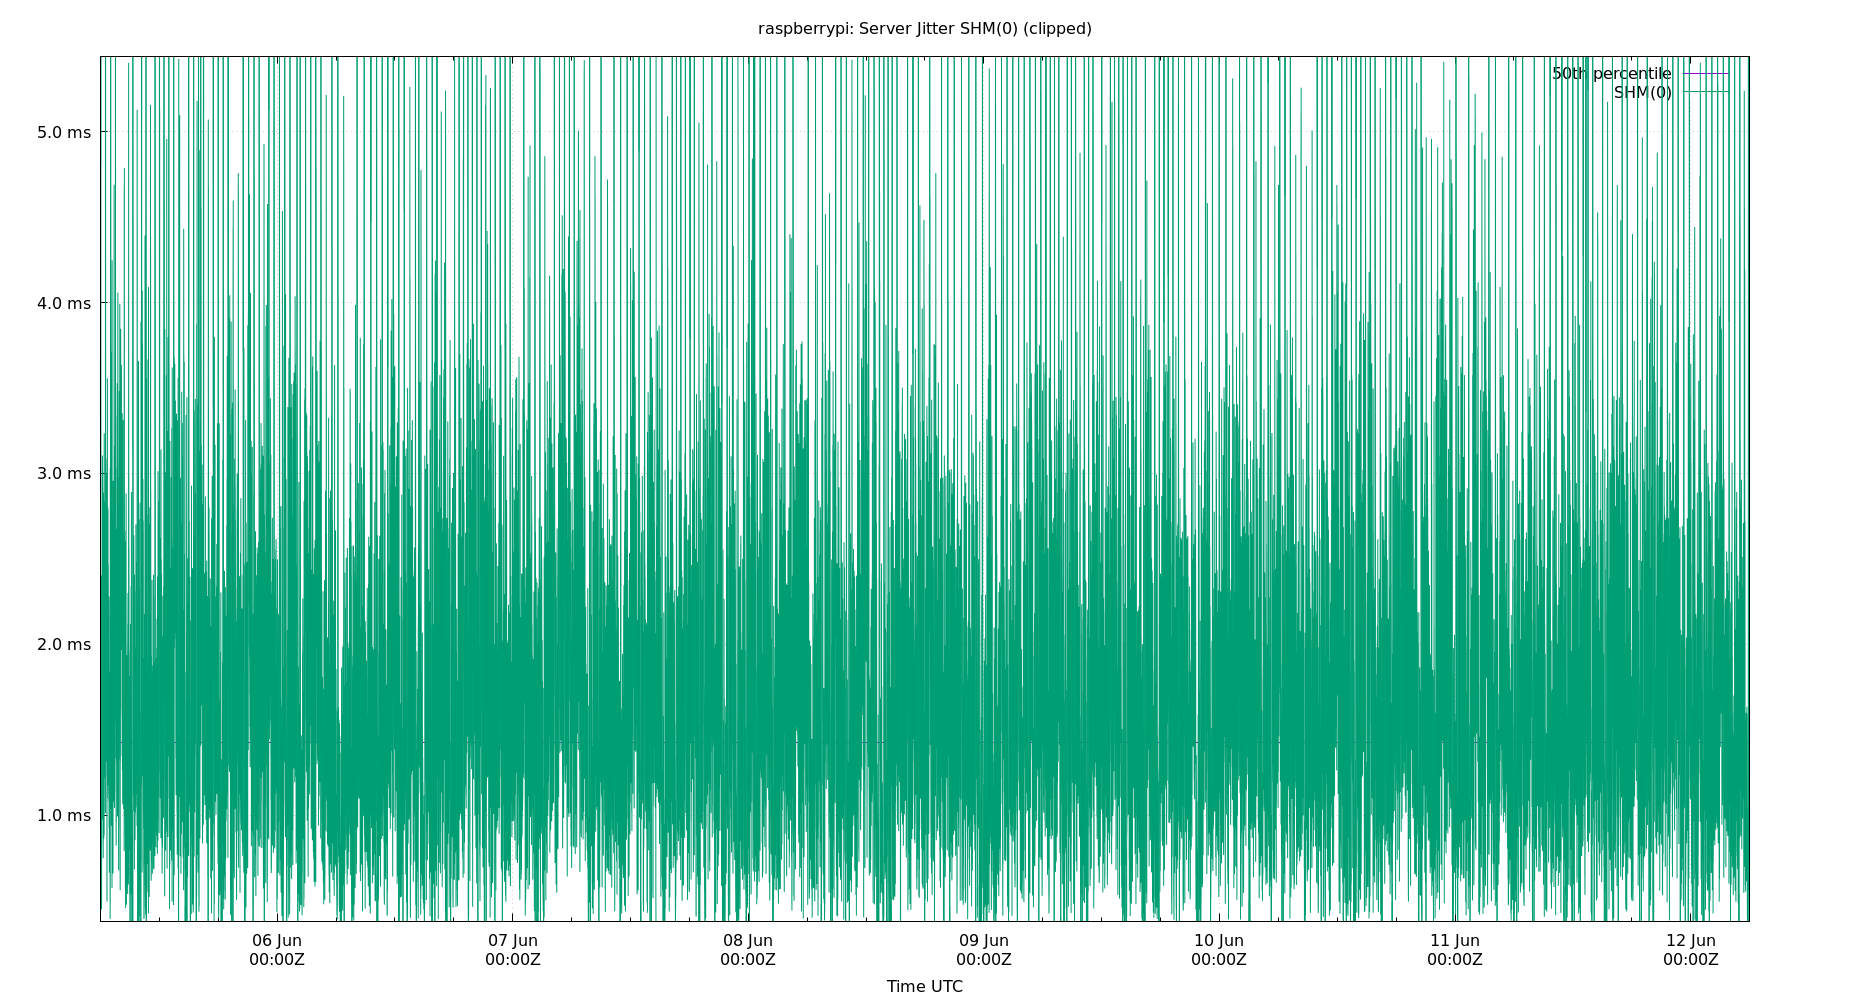 raspberrypi: Server Jitter SHM(0) (clipped)
50th percentile
SHM(0)
5.0 ms
4.0 ms
3.0 ms
2.0 ms
1.0 ms
06 Jun 07 Jun 08 Jun 09 Jun 10 Jun 11 Jun 12 Jun
00:00Z 00:00Z 00:00Z 00:00Z 00:00Z 00:00Z 00:00Z
Time UTC